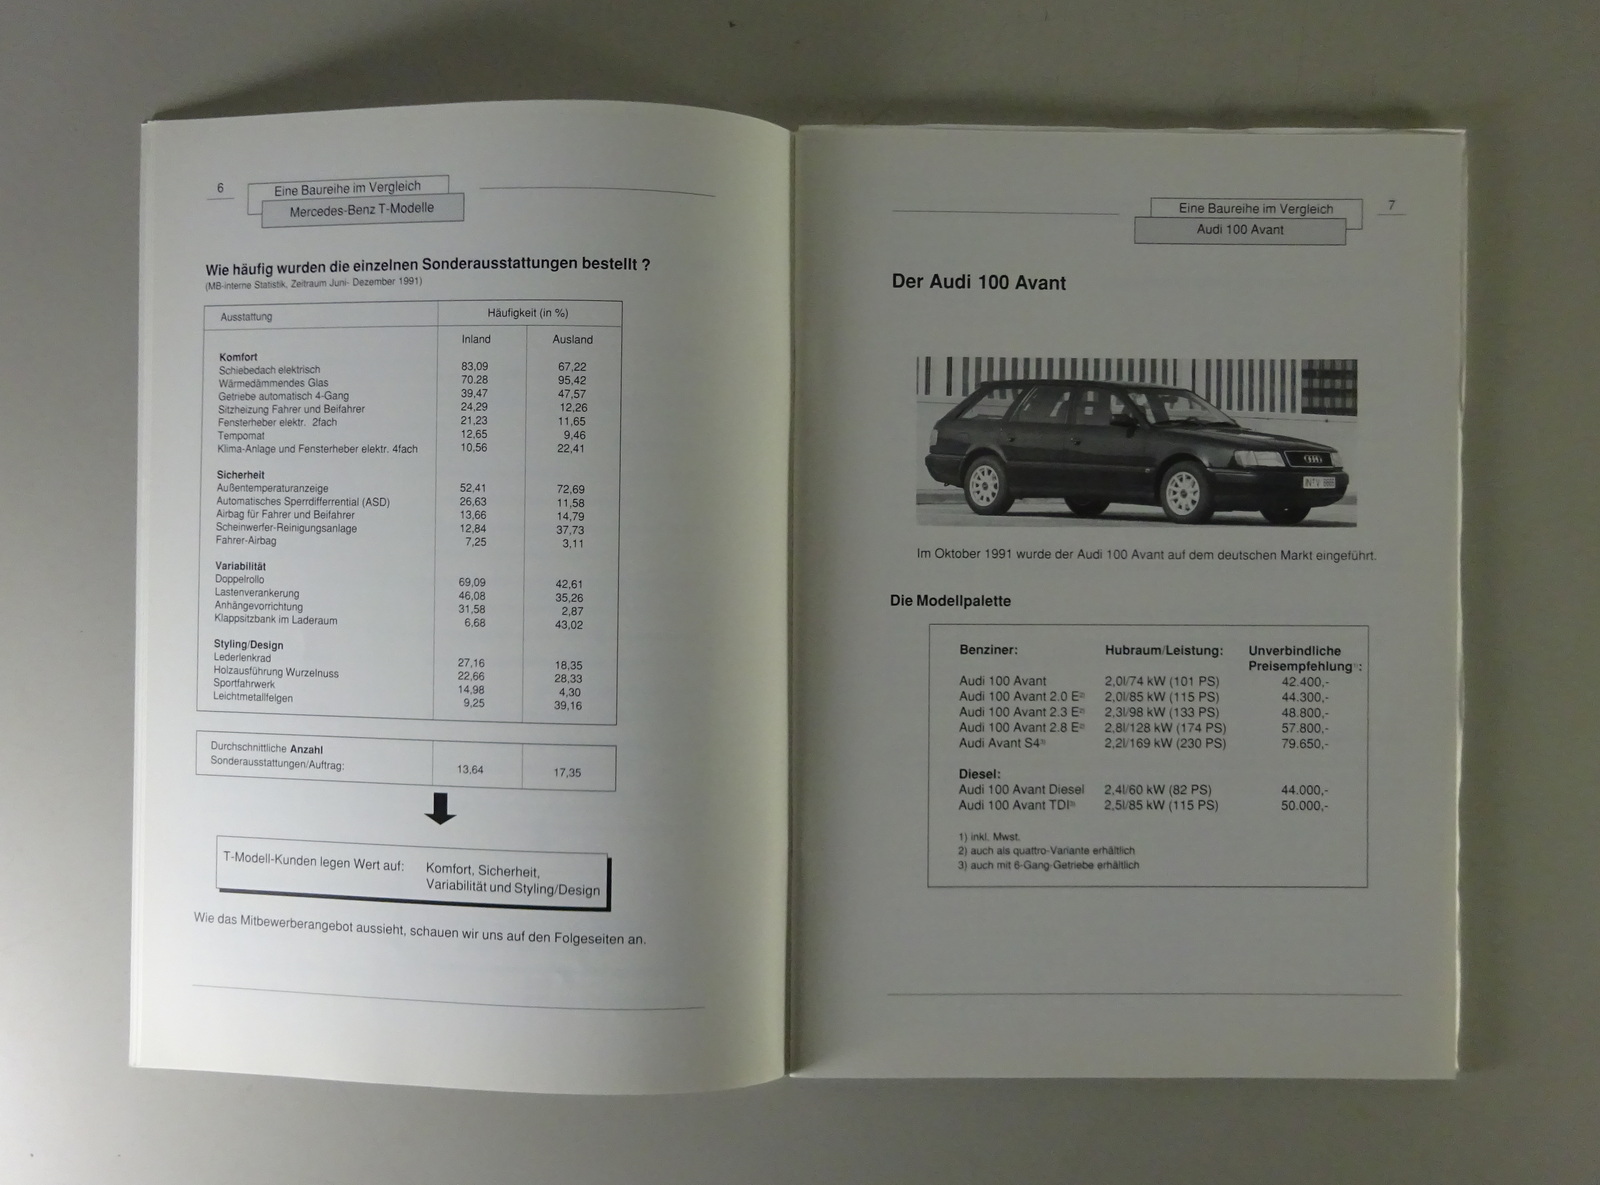 6
Eine Baureihe im Vergleich
Mercedes-Benz T-Modelle
Wie häufig wurden die einzelnen Sonderausstattungen bestellt ?
(MB-interne Statistik, Zeitraum Juni- Dezember 1991)
Ausstattung Häufigkeit (in %)
Inland Ausland
Komfort
Schiebedach elektrisch 83,09 67,22
Wärmedämmendes Glas 70.28 95,42
Getriebe automatisch 4-Gang 39,47 47,57
Sitzheizung Fahrer und Beifahrer 24,29 12,26
Fensterheber elektr. 2fach 21,23 11,65
Tempomat 12,65 9,46
Klima-Anlage und Fensterheber elektr. 4fach 10,56 22,41
Sicherheit
Außentemperaturanzeige 52,41 72,69
Automatisches Sperrdifferrential (ASD) 26,63 11,58
Airbag für Fahrer und Beifahrer 13,66 14,79
Scheinwerfer-Reinigungsanlage 12,84 37,73
Fahrer-Airbag 7,25 3,11
Variabilität
Doppelrollo 69,09 42,61
Lastenverankerung 46,08 35,26
Anhängevorrichtung 31,58 2,87
Klappsitzbank im Laderaum 6,68 43,02
Styling/Design
Lederlenkrad 27,16 18,35
Holzausführung Wurzelnuss 22,66 28,33
Sportfahrwerk 14,98 4,30
Leichtmetallfelgen 9,25 39,16
Durchschnittliche Anzahl
Sonderausstattungen/Auftrag: 13,64 17,35
T-Modell-Kunden legen Wert auf: Komfort, Sicherheit,
Variabilität und Styling/Design
Wie das Mitbewerberangebot aussieht, schauen wir uns auf den Folgeseiten an.
7
Eine Baureihe im Vergleich
Audi 100 Avant
Der Audi 100 Avant
Im Oktober 1991 wurde der Audi 100 Avant auf dem deutschen Markt eingeführt.
Die Modellpalette
Benziner: Hubraum/Leistung: Unverbindliche
Preisempfehlung¹⁾:
Audi 100 Avant 2,0l/74 kW (101 PS) 42.400,-
Audi 100 Avant 2.0 E²⁾ 2,0l/85 kW (115 PS) 44.300,-
Audi 100 Avant 2.3 E²⁾ 2,3l/98 kW (133 PS) 48.800,-
Audi 100 Avant 2.8 E²⁾ 2,8l/128 kW (174 PS) 57.800,-
Audi Avant S4³⁾ 2,2l/169 kW (230 PS) 79.650,-
Diesel:
Audi 100 Avant Diesel 2,4l/60 kW (82 PS) 44.000,-
Audi 100 Avant TDI³⁾ 2,5l/85 kW (115 PS) 50.000,-
1) inkl. Mwst.
2) auch als quattro-Variante erhältlich
3) auch mit 6-Gang-Getriebe erhältlich